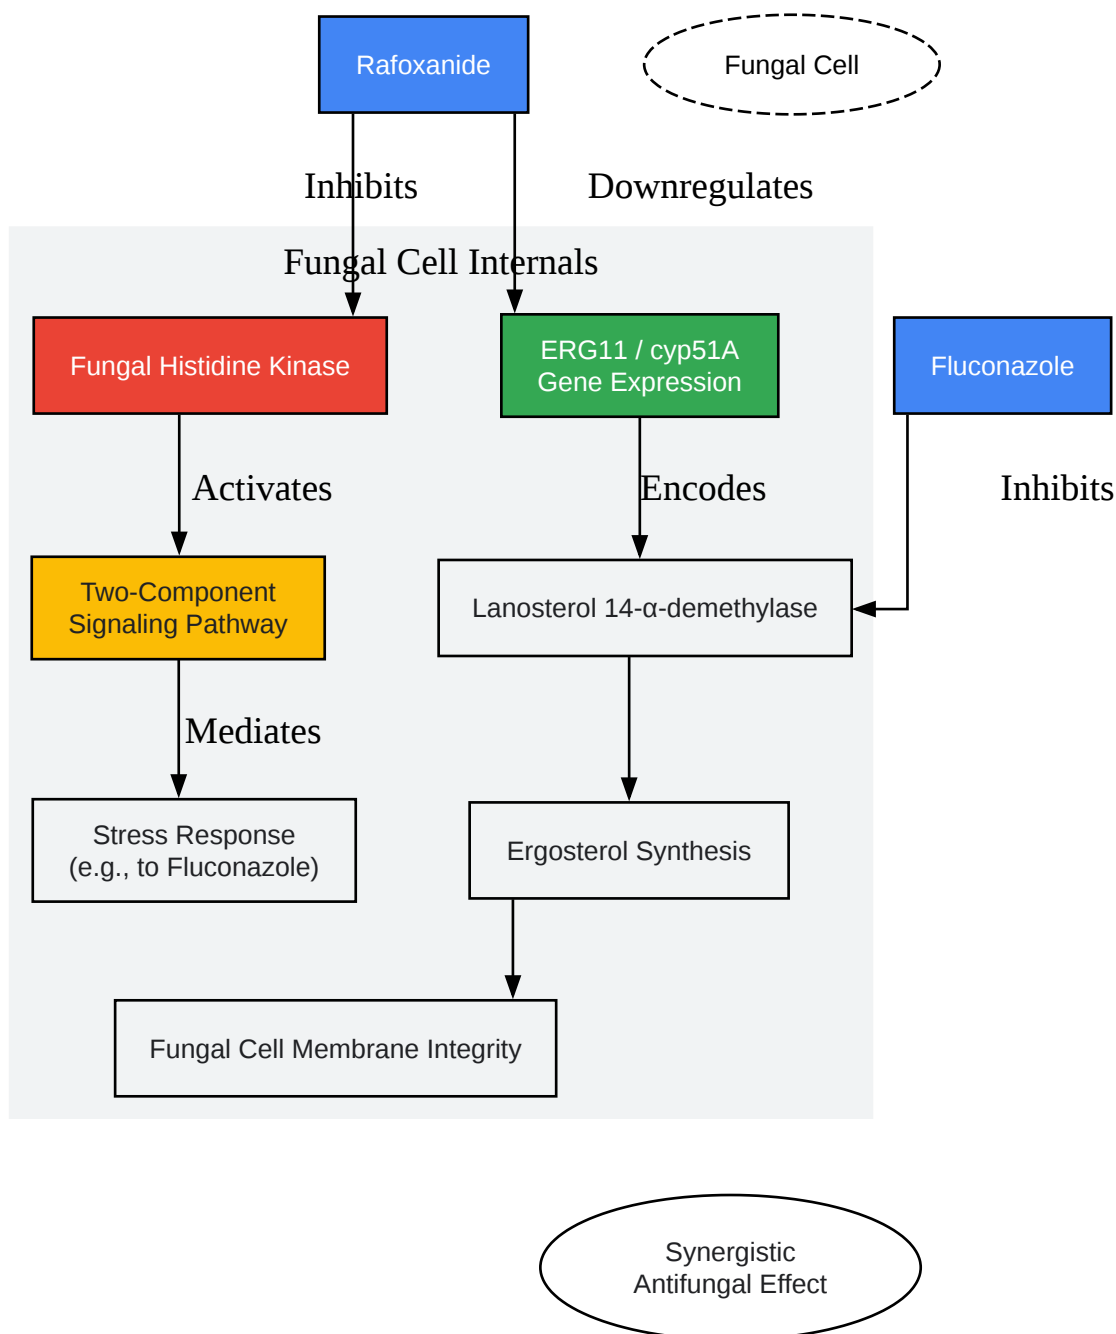 Rafoxanide
Fungal Cell
Inhibits
Downregulates
Fungal Cell Internals
Fungal Histidine Kinase
ERG11 / cyp51A
Gene Expression
Fluconazole
Activates
Encodes
Inhibits
Two-Component
Signaling Pathway
Lanosterol 14-α-demethylase
Mediates
Stress Response
(e.g., to Fluconazole)
Ergosterol Synthesis
Fungal Cell Membrane Integrity
Synergistic
Antifungal Effect